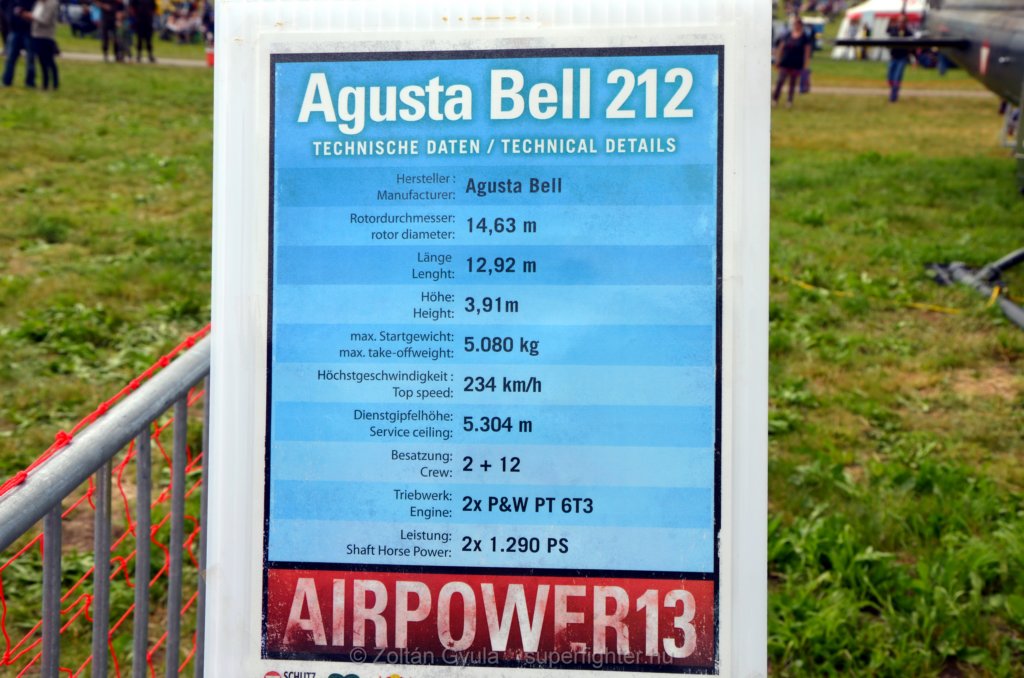 Agusta Bell 212
TECHNISCHE DATEN / TECHNICAL DETAILS
Hersteller :
Manufacturer: Agusta Bell
Rotordurchmesser:
rotor diameter: 14,63 m
Länge
Lenght: 12,92 m
Höhe:
Height: 3,91m
max. Startgewicht:
max. take-offweight: 5.080 kg
Höchstgeschwindigkeit :
Top speed: 234 km/h
Dienstgipfelhöhe:
Service ceiling: 5.304 m
Besatzung:
Crew: 2 + 12
Triebwerk:
Engine: 2x P&W PT 6T3
Leistung:
Shaft Horse Power: 2x 1.290 PS
AIRPOWER13
© Zoltán Gyula - superfighter.hu
SCHUTZ